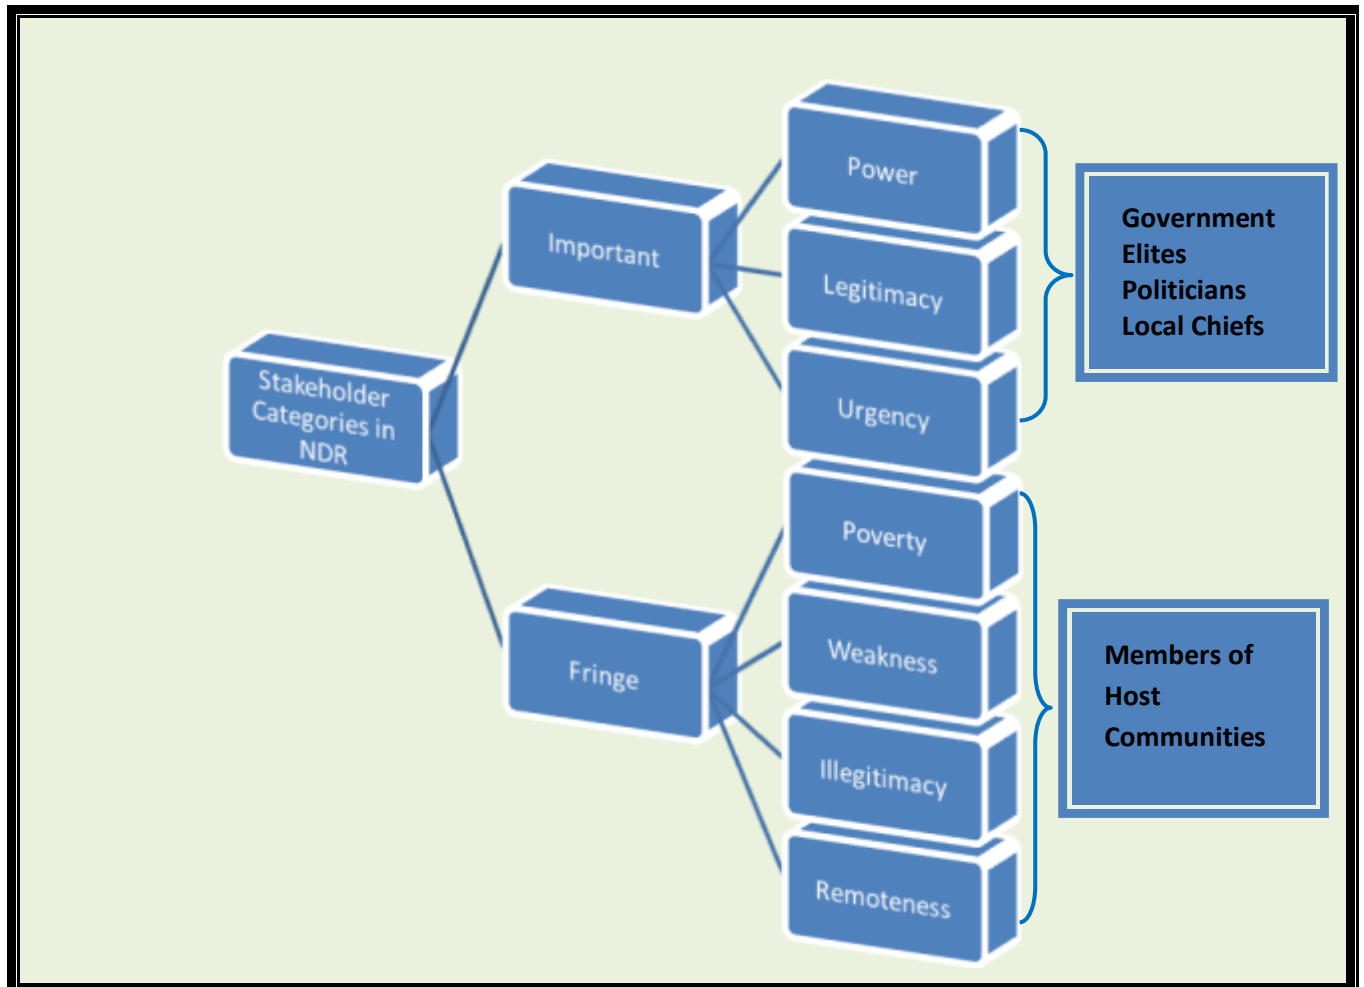 Stakeholder
Categories in
NDR
Important
Fringe
Power
Legitimacy
Urgency
Poverty
Weakness
Illegitimacy
Remoteness
Government
Elites
Politicians
Local Chiefs
Members of
Host
Communities